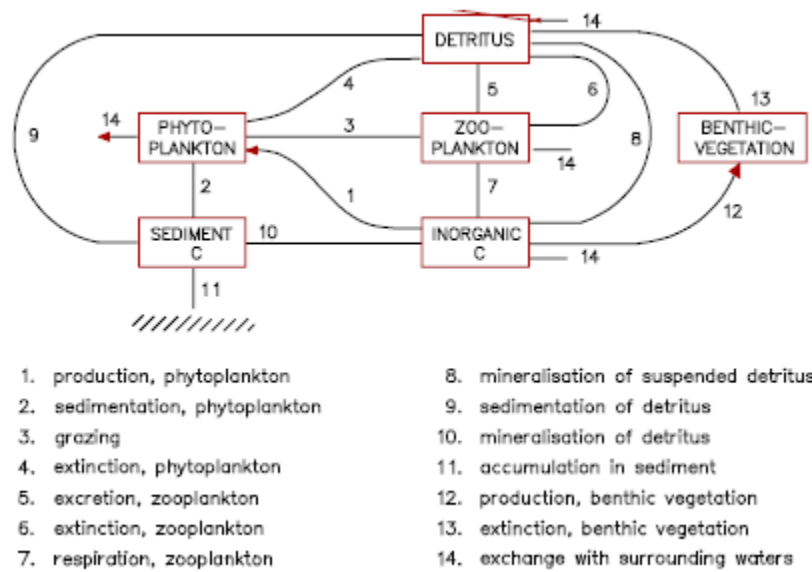 14
DETRITUS
4
5
6
13
9
14
PHYTO-
PLANKTON
3
ZOO-
PLANKTON
14
8
BENTHIC-
VEGETATION
2
1
7
12
SEDIMENT
C
10
INORGANIC
C
14
11
1. production, phytoplankton
2. sedimentation, phytoplankton
3. grazing
4. extinction, phytoplankton
5. excretion, zooplankton
6. extinction, zooplankton
7. respiration, zooplankton
8. mineralisation of suspended detritus
9. sedimentation of detritus
10. mineralisation of detritus
11. accumulation in sediment
12. production, benthic vegetation
13. extinction, benthic vegetation
14. exchange with surrounding waters